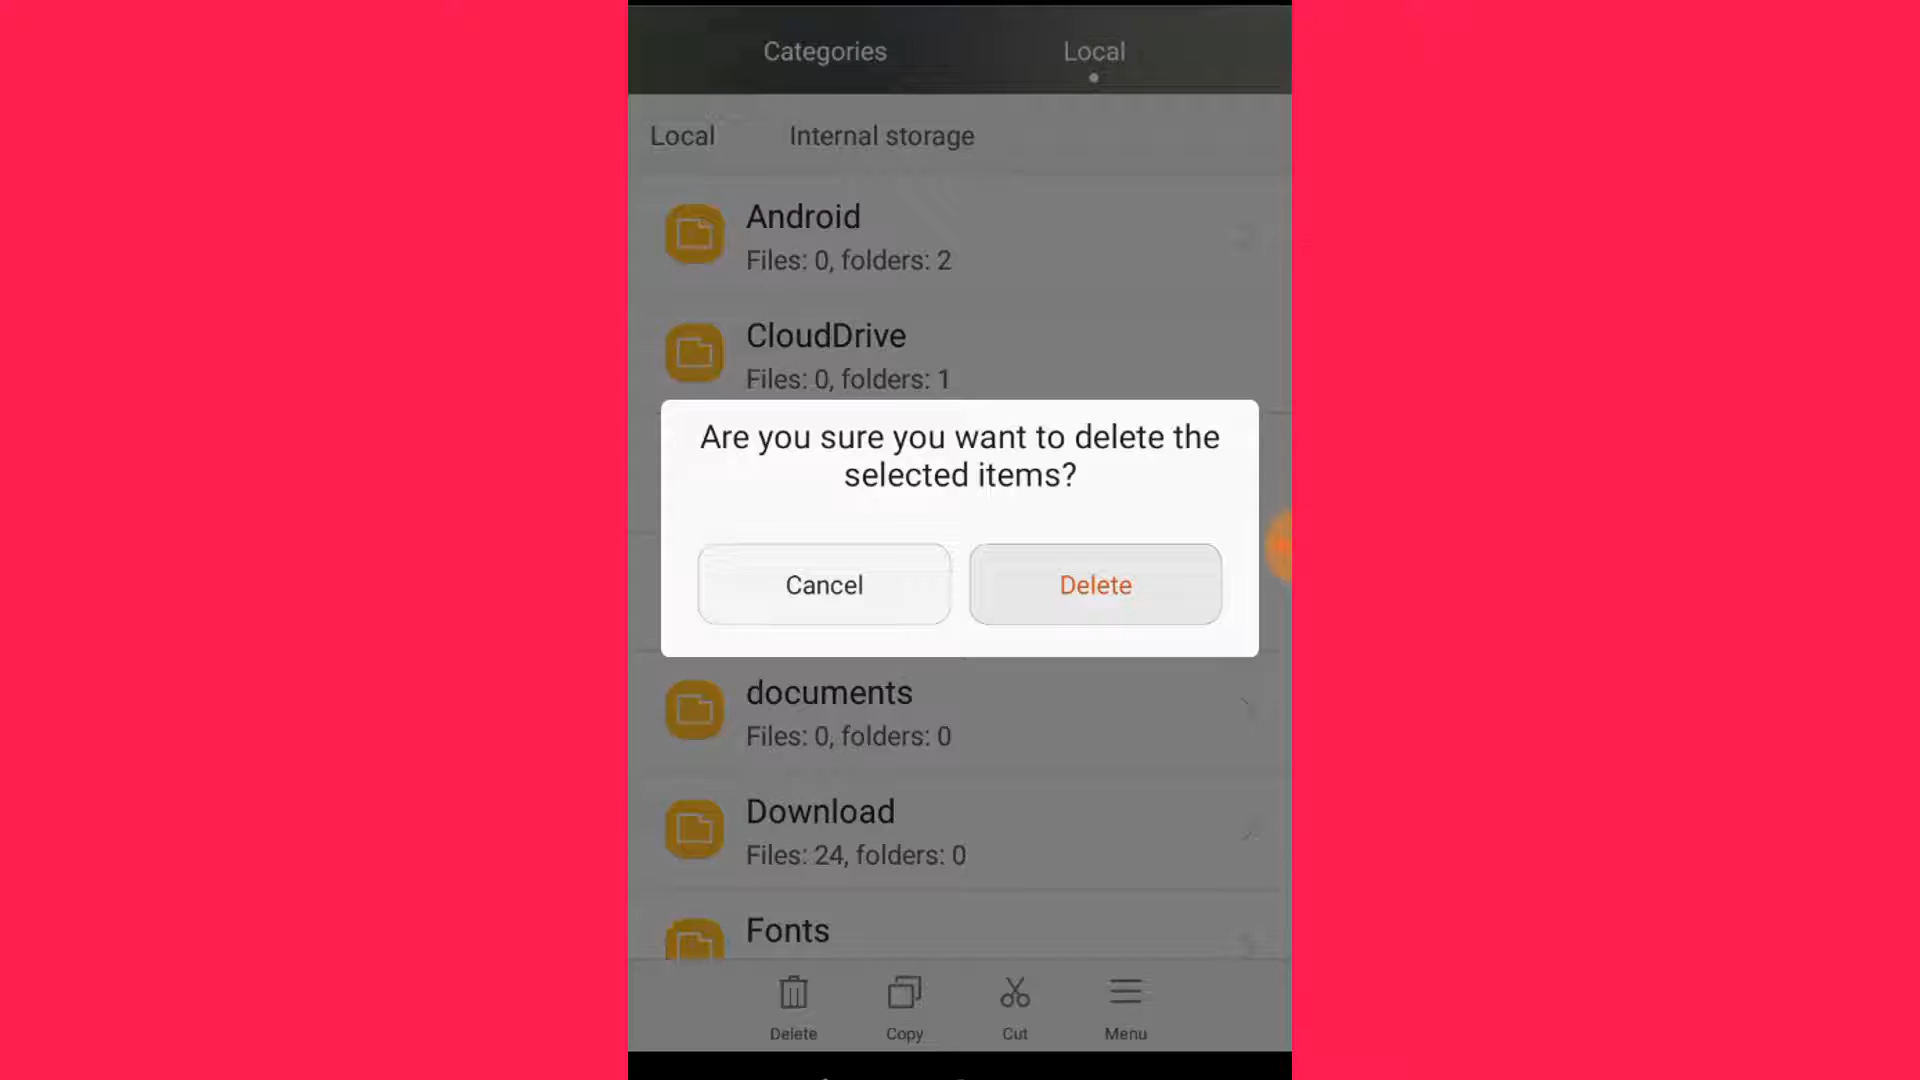 Categories Local
Local Internal storage
Android
Files: 0, folders: 2
CloudDrive
Files: 0, folders: 1
Are you sure you want to delete the
selected items?
Cancel Delete
documents
Files: 0, folders: 0
Download
Files: 24, folders: 0
Fonts
Delete Copy Cut Menu